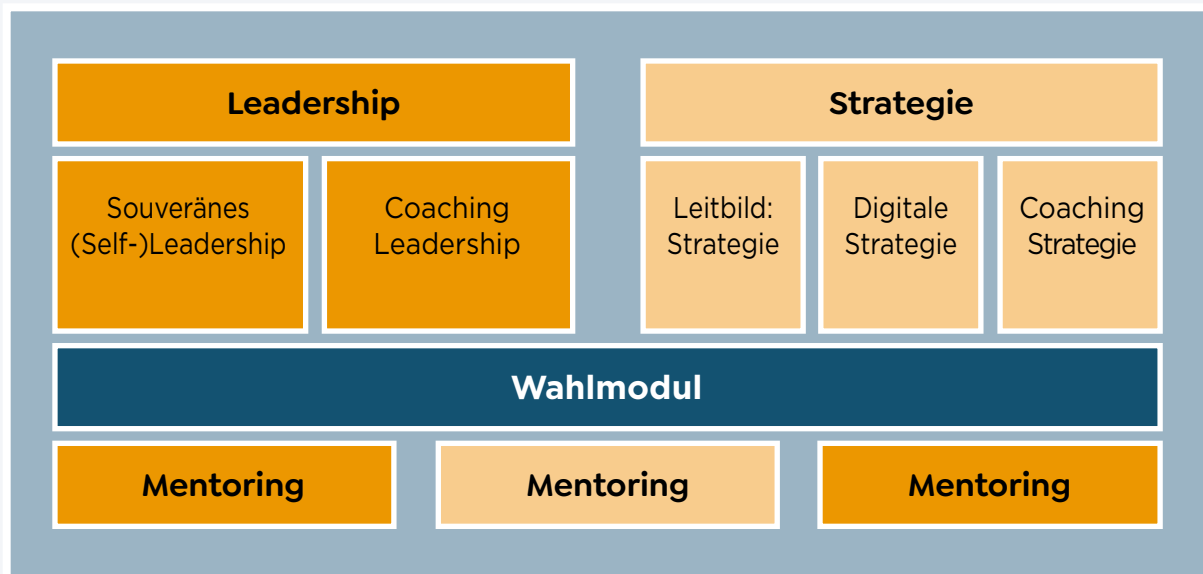 Leadership
Strategie
Souveränes
(Self-)Leadership
Coaching
Leadership
Leitbild:
Strategie
Digitale
Strategie
Coaching
Strategie
Wahlmodul
Mentoring
Mentoring
Mentoring